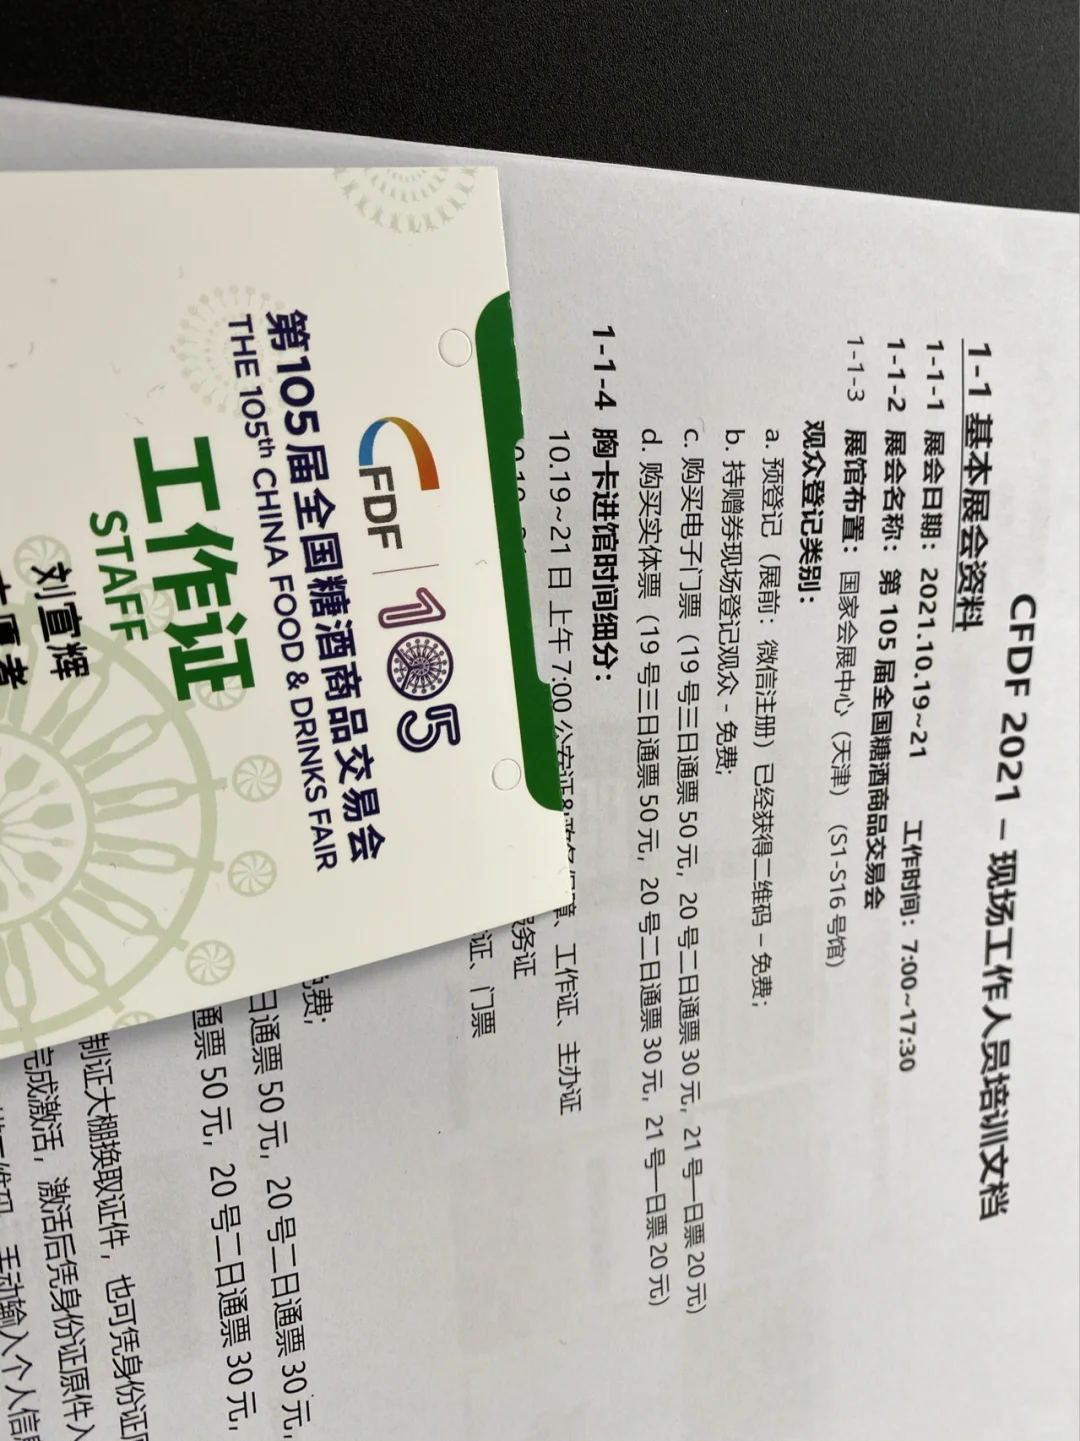 CFDF 2021 – 现场工作人员培训文档
1-1 基本展会资料
1-1-1 展会日期：2021.10.19~21 工作时间：7:00~17:30
1-1-2 展会名称：第 105 届全国糖酒商品交易会
1-1-3 展馆布置：国家会展中心（天津）（S1-S16 号馆）
观众登记类别：
a. 预登记（展前：微信注册）已经获得二维码 – 免费;
b. 持赠券现场登记观众 - 免费;
c. 购买电子门票（19 号三日通票 50 元，20 号二日通票 30 元，21 号一日票 20 元）
d. 购买实体票（19 号三日通票 50 元，20 号二日通票 30 元，21 号一日票 20 元）
1-1-4 胸卡进馆时间细分：
10.19~21 日 上午 7:00 公安证 、工作证、主办证
服务证
证、门票
免费;
日通票 50 元，20 号二日通票 30 元，
通票 50 元，20 号二日通票 30 元，
制证大棚换取证件，也可凭身份证
完成激活，激活后凭身份证原件入
主动输入个人信息
CFDF 105
第105届全国糖酒商品交易会
THE 105th CHINA FOOD & DRINKS FAIR
工作证
STAFF
刘宣辉